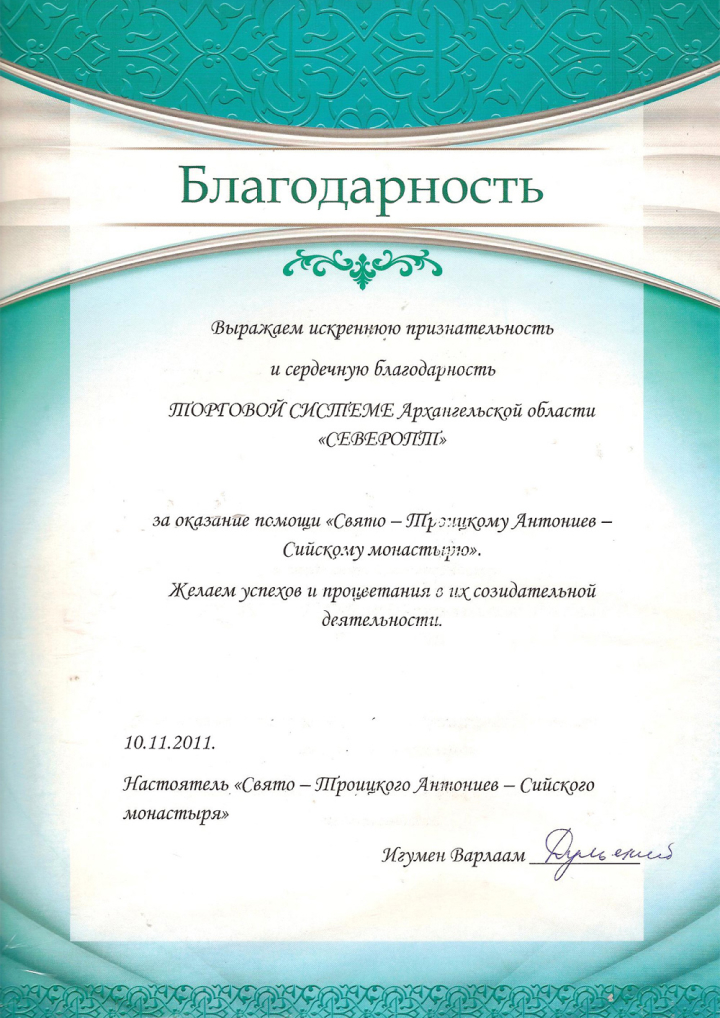 Благодарность
Выражаем искреннюю признательность
и сердечную благодарность
ТОРГОВОЙ СИСТЕМЕ Архангельской области
«СЕВЕРОПТ»
за оказание помощи «Свято – Троицкому Антониев –
Сийскому монастырю».
Желаем успехов и процветания в их созидательной
деятельности.
10.11.2011.
Настоятель «Свято – Троицкого Антониев – Сийского
монастыря»
Игумен Варлаам